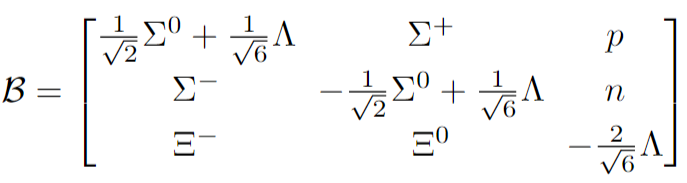 B = [ 1/√2 Σ⁰ + 1/√6 Λ    Σ⁺    p
Σ⁻    −1/√2 Σ⁰ + 1/√6 Λ    n
Ξ⁻    Ξ⁰    −2/√6 Λ ]